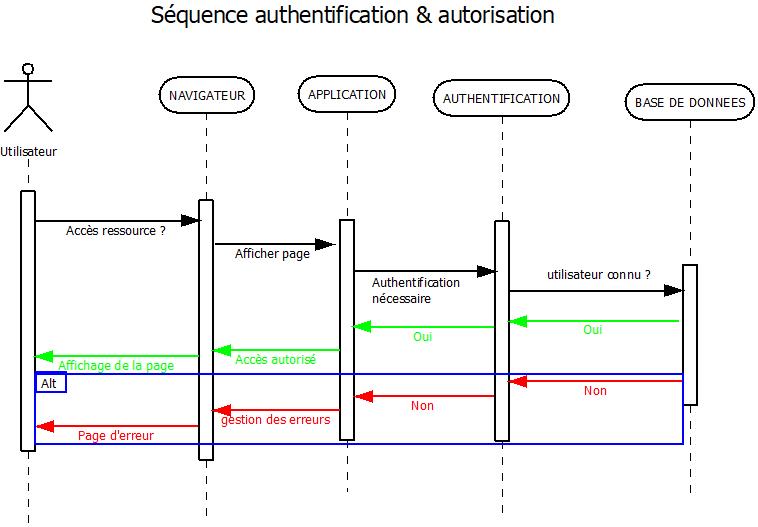 Séquence authentification & autorisation
NAVIGATEUR
APPLICATION
AUTHENTIFICATION
BASE DE DONNEES
Utilisateur
Accès ressource ?
Afficher page
Authentification
nécessaire
utilisateur connu ?
Oui
Oui
Accès autorisé
Affichage de la page
Alt
Non
Non
gestion des erreurs
Page d'erreur